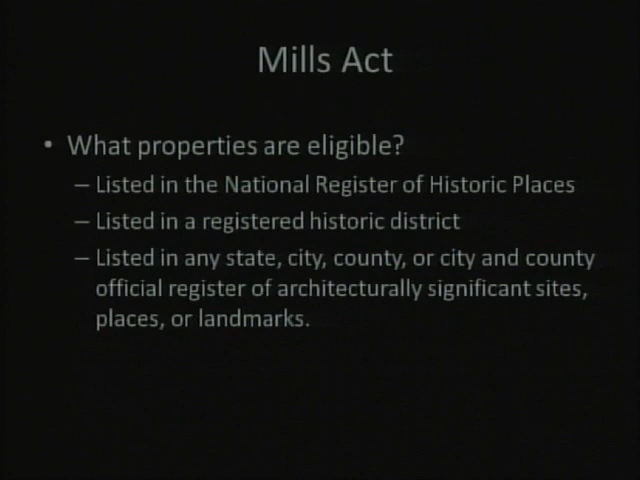 Mills Act
• What properties are eligible?
– Listed in the National Register of Historic Places
– Listed in a registered historic district
– Listed in any state, city, county, or city and county
official register of architecturally significant sites,
places, or landmarks.